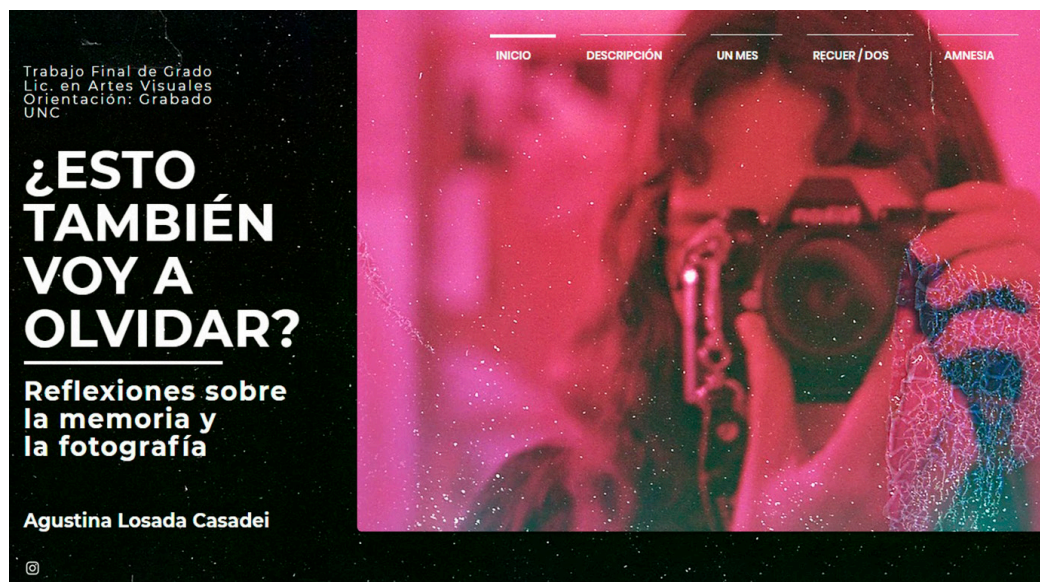 INICIO DESCRIPCIÓN UN MES RECUER / DOS AMNESIA
Trabajo Final de Grado
Lic. en Artes Visuales
Orientación: Grabado
UNC
¿ESTO
TAMBIÉN
VOY A
OLVIDAR?
Reflexiones sobre
la memoria y
la fotografía
Agustina Losada Casadei